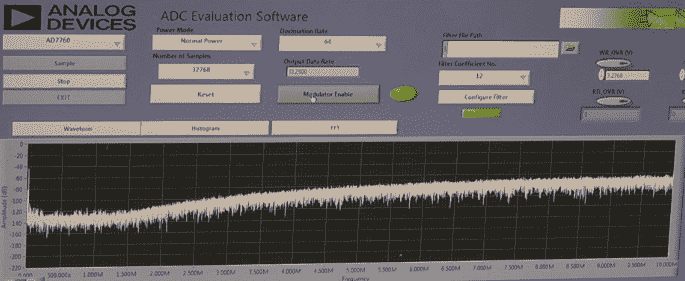 ANALOG
DEVICES
ADC Evaluation Software
AD7760
Sample
Stop
EXIT
Power Mode
Normal Power
Number of Samples
32768
Reset
Decimation Rate
64
Output Data Rate
Modulator Enable
Filter File Path
Filter Coefficient No.
12
Configure Filter
WR_OVR (V)
RD_OVR (V)
Waveform
Histogram
FFT
Amplitude (dB)
0
-20
-40
-60
-80
-100
-120
-140
-160
-180
-200
-220
0.000
500.000k
1.000M
1.500M
2.000M
2.500M
3.000M
3.500M
4.000M
4.500M
5.000M
5.500M
6.000M
6.500M
7.000M
7.500M
8.000M
8.500M
9.000M
9.500M
10.000M
Frequency